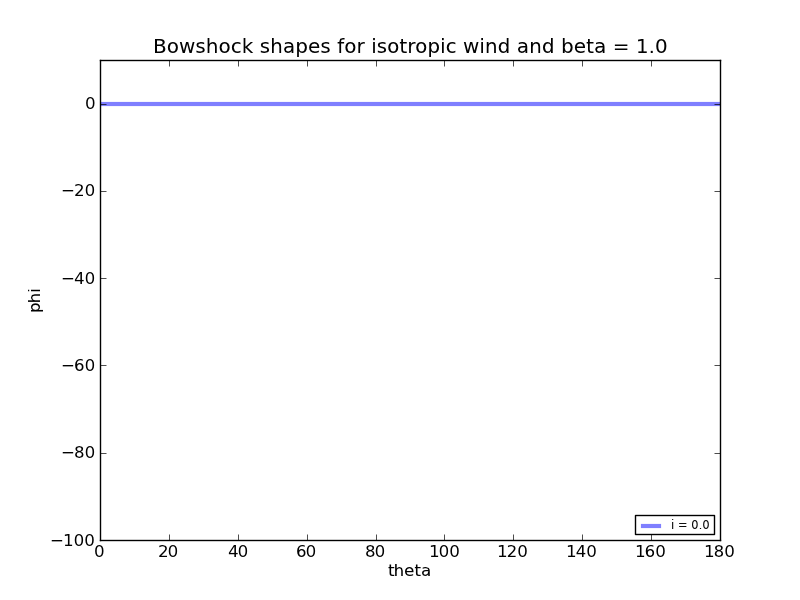 Bowshock shapes for isotropic wind and beta = 1.0
0
−20
−40
−60
−80
−100
phi
i = 0.0
0 20 40 60 80 100 120 140 160 180
theta